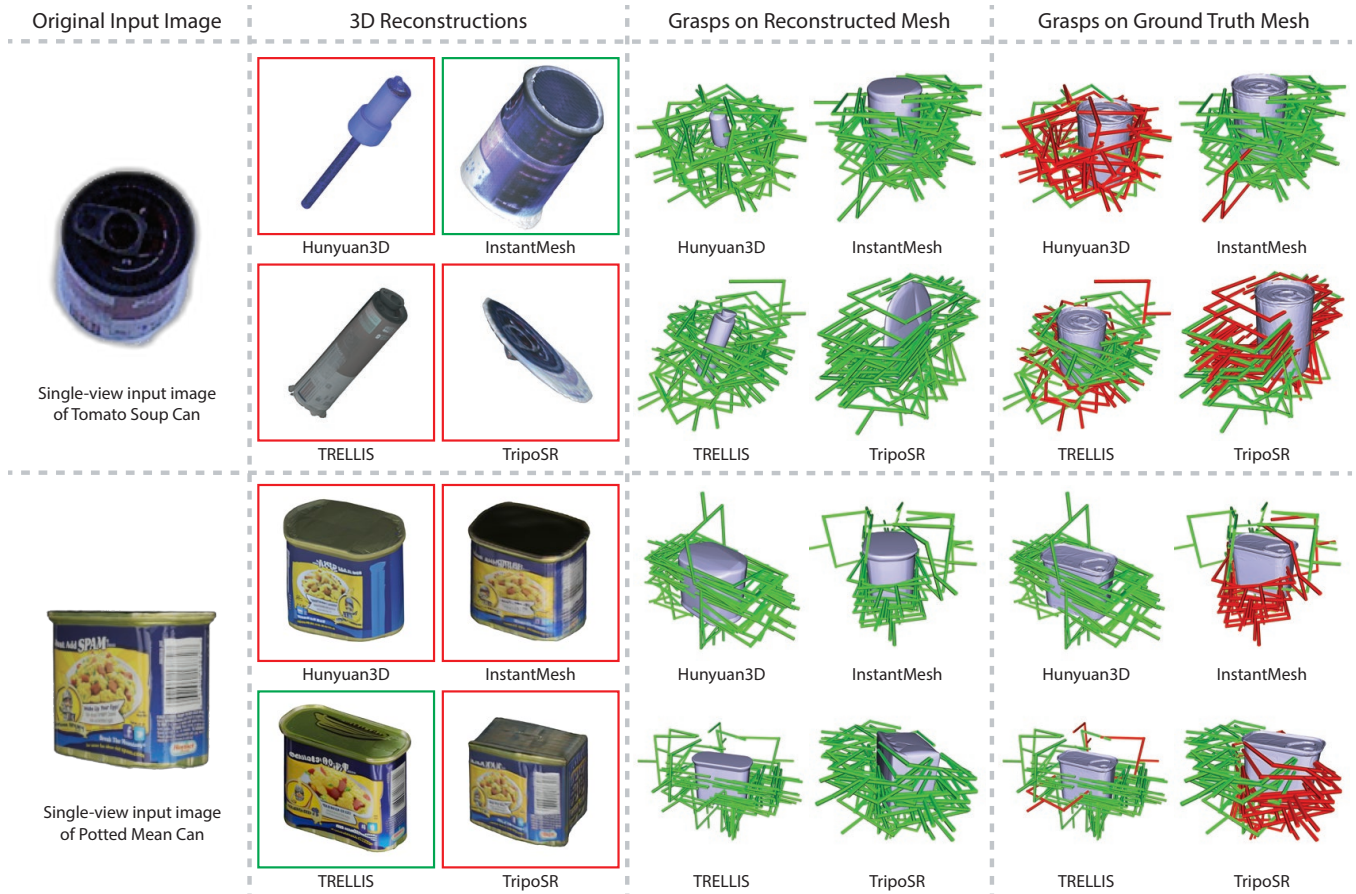 Original Input Image
3D Reconstructions
Grasps on Reconstructed Mesh
Grasps on Ground Truth Mesh
Hunyuan3D
InstantMesh
Hunyuan3D
InstantMesh
Hunyuan3D
InstantMesh
Single-view input image
of Tomato Soup Can
TRELLIS
TripoSR
TRELLIS
TripoSR
TRELLIS
TripoSR
SPAM
Hunyuan3D
InstantMesh
Hunyuan3D
InstantMesh
Hunyuan3D
InstantMesh
Single-view input image
of Potted Mean Can
TRELLIS
TripoSR
TRELLIS
TripoSR
TRELLIS
TripoSR